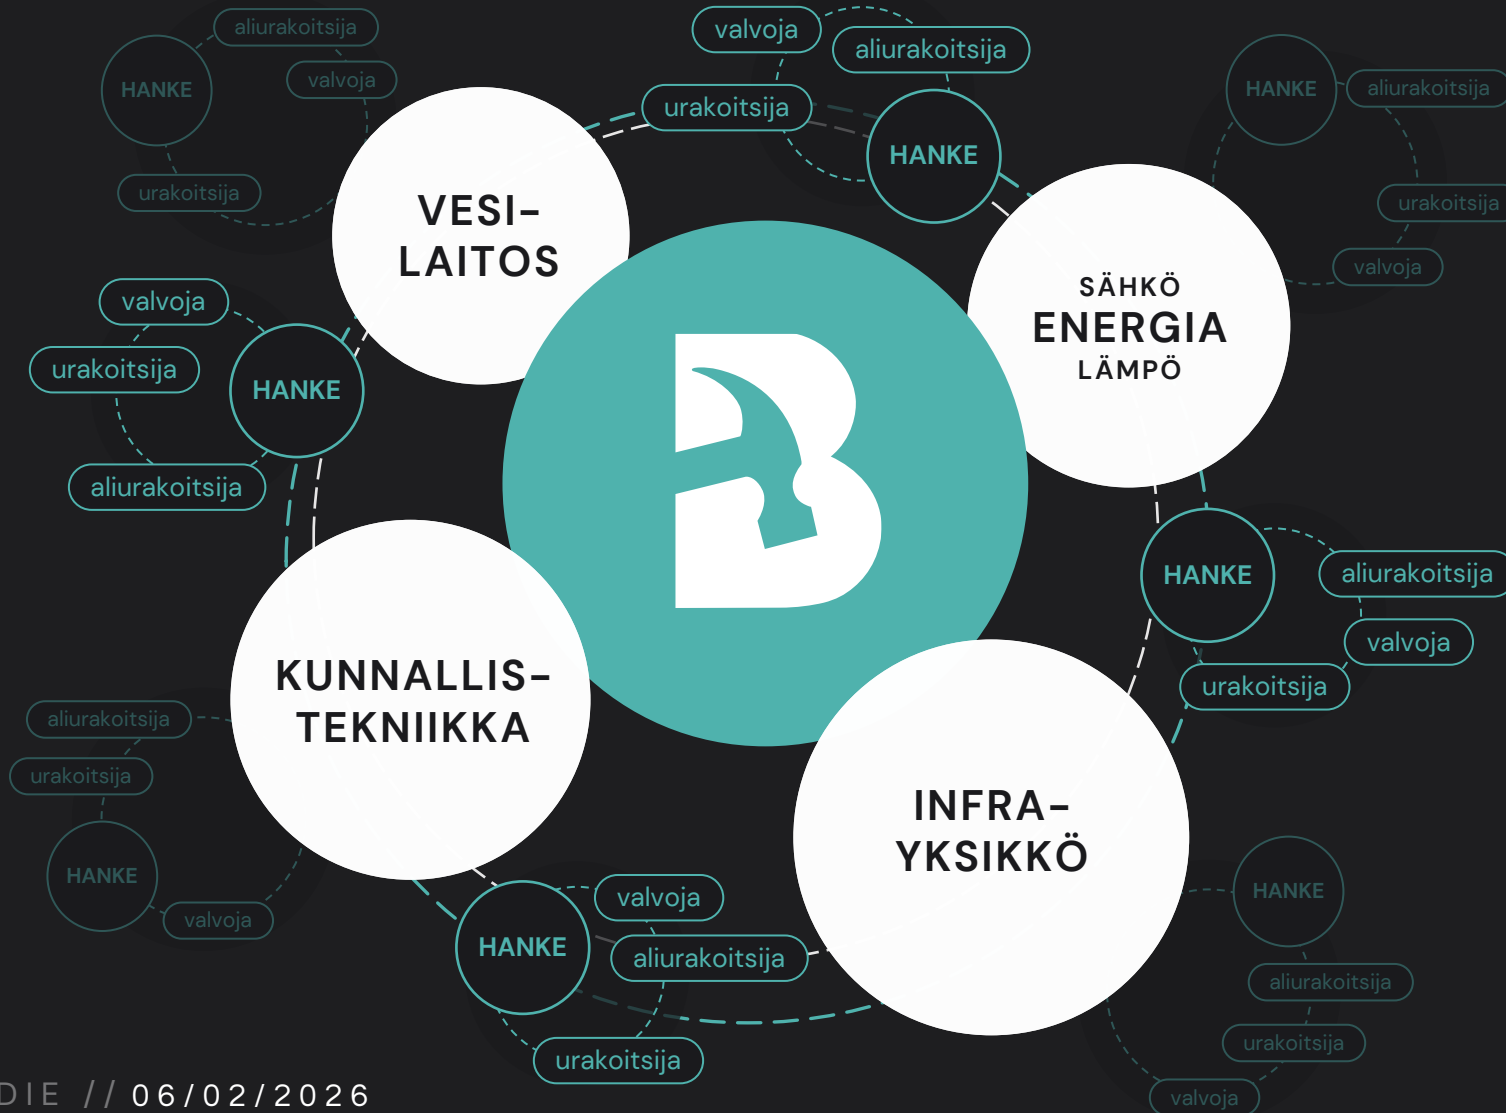 aliurakoitsija
HANKE
valvoja
urakoitsija
valvoja
aliurakoitsija
urakoitsija
HANKE
HANKE
aliurakoitsija
urakoitsija
valvoja
VESI-
LAITOS
SÄHKÖ
ENERGIA
LÄMPÖ
valvoja
urakoitsija
HANKE
aliurakoitsija
B
HANKE
aliurakoitsija
valvoja
urakoitsija
KUNNALLIS-
TEKNIIKKA
INFRA-
YKSIKKÖ
aliurakoitsija
urakoitsija
HANKE
valvoja
valvoja
HANKE
aliurakoitsija
urakoitsija
HANKE
aliurakoitsija
urakoitsija
valvoja
DIE // 06/02/2026